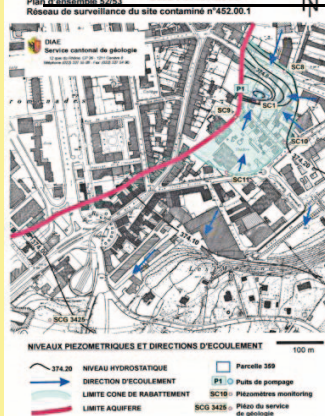 Plan d'ensemble 52/53
Réseau de surveillance du site contaminé n°452.00.1
N
DIAE
Service cantonal de géologie
P1
SC8
SC9
SC1
SC10
SC11
374.10
374.20
SCG 3425
NIVEAUX PIEZOMETRIQUES ET DIRECTIONS D'ECOULEMENT
100 m
374.20 NIVEAU HYDROSTATIQUE
DIRECTION D'ECOULEMENT
LIMITE CONE DE RABATTEMENT
LIMITE AQUIFERE
Parcelle 359
P1 Puits de pompage
SC10 Piézomètres monitoring
SCG 3425 Piézo du service de géologie